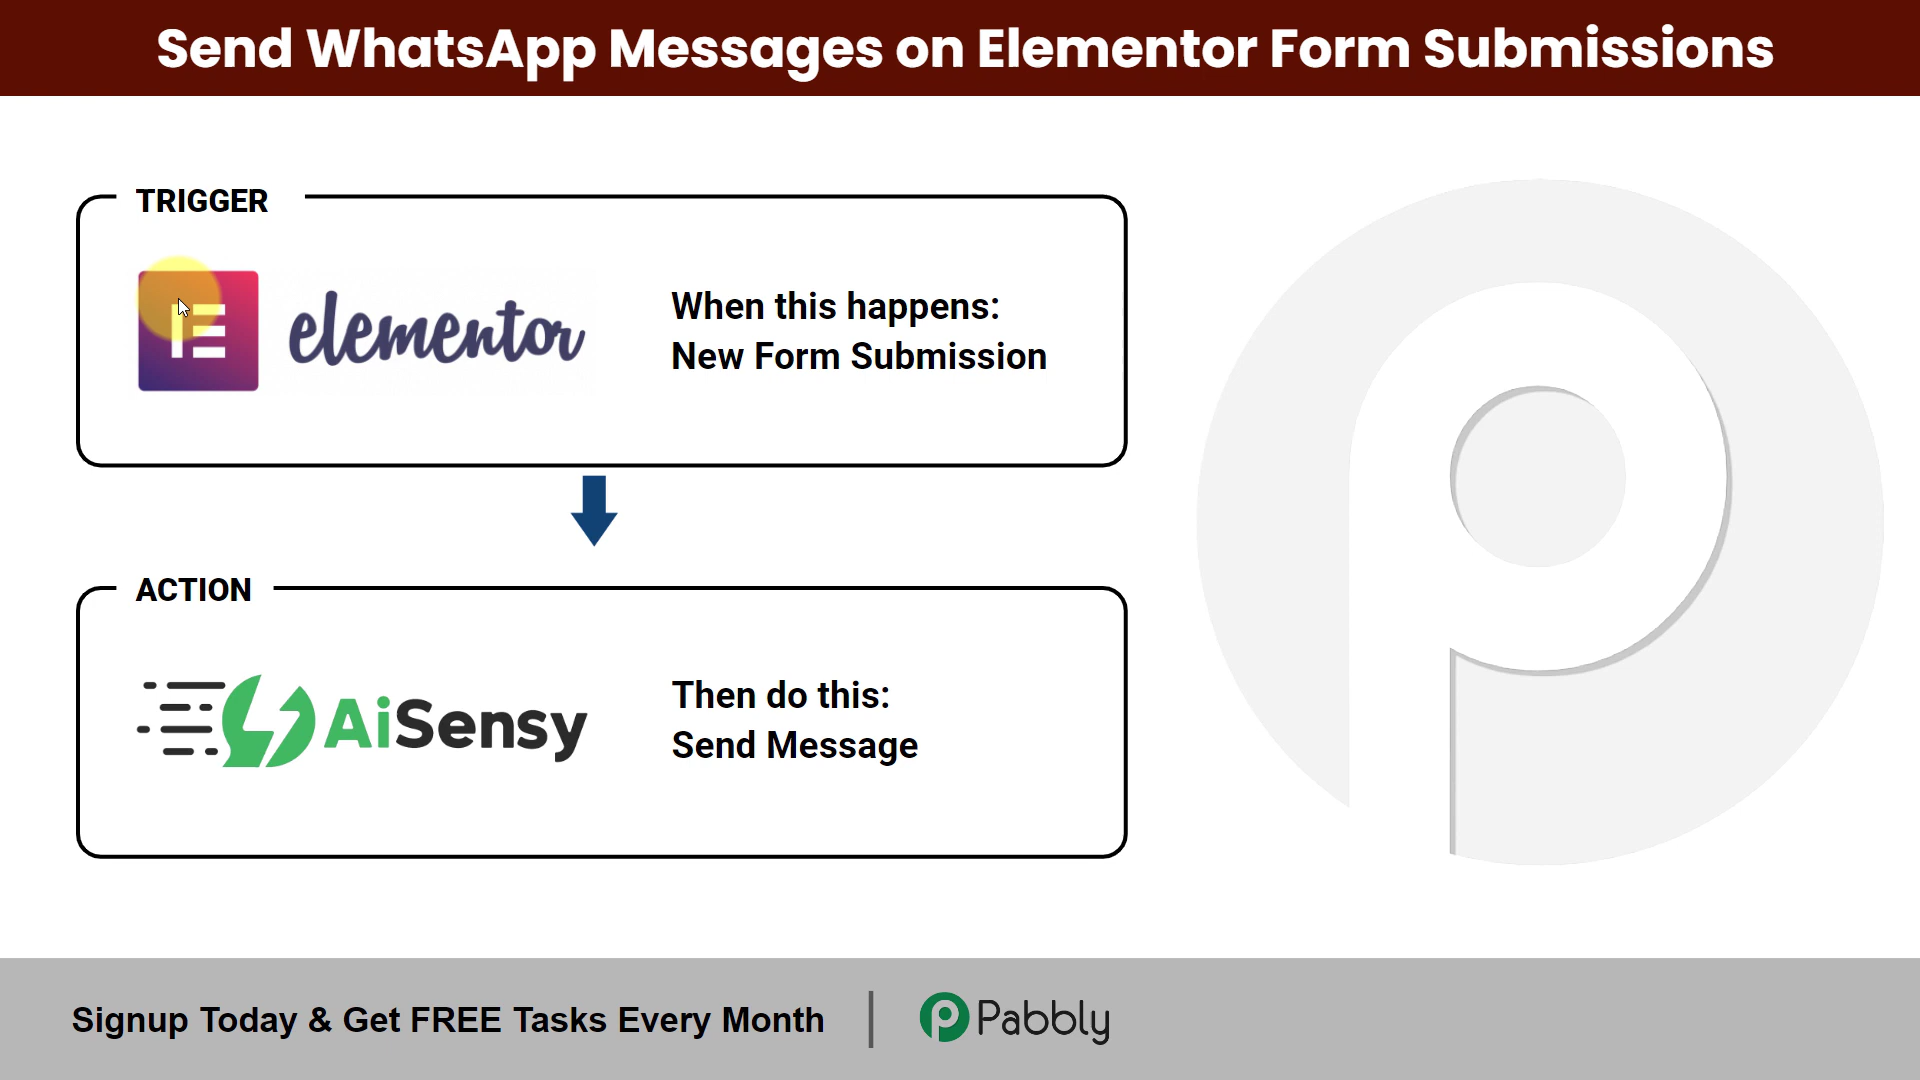 Send WhatsApp Messages on Elementor Form Submissions
TRIGGER
elementor
When this happens:
New Form Submission
ACTION
AiSensy
Then do this:
Send Message
Signup Today & Get FREE Tasks Every Month
Pabbly